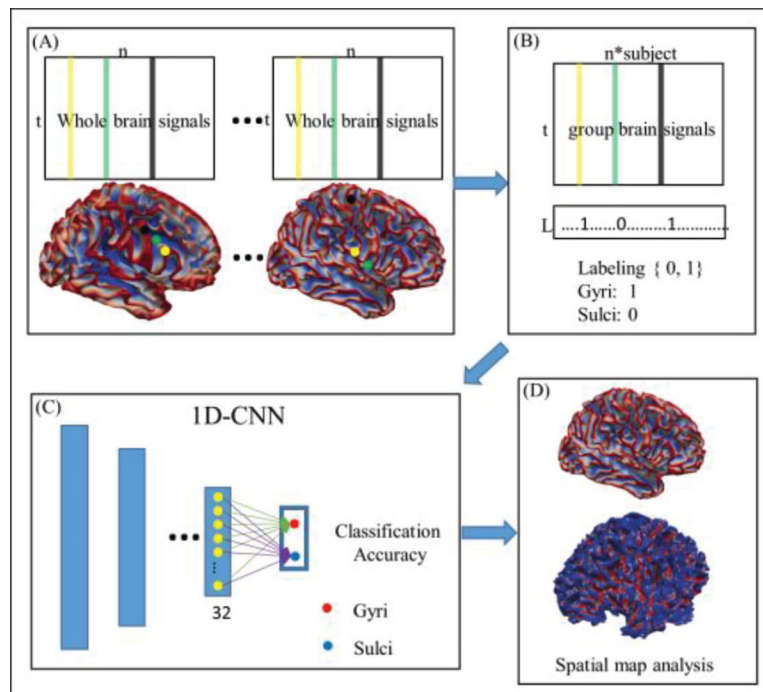 (A)
n
n
t
Whole brain signals
t
Whole brain signals
(B)
n*subject
t
group brain signals
L
....1......0.........1............
Labeling { 0, 1}
Gyri: 1
Sulci: 0
(C)
1D-CNN
32
Classification
Accuracy
Gyri
Sulci
(D)
Spatial map analysis